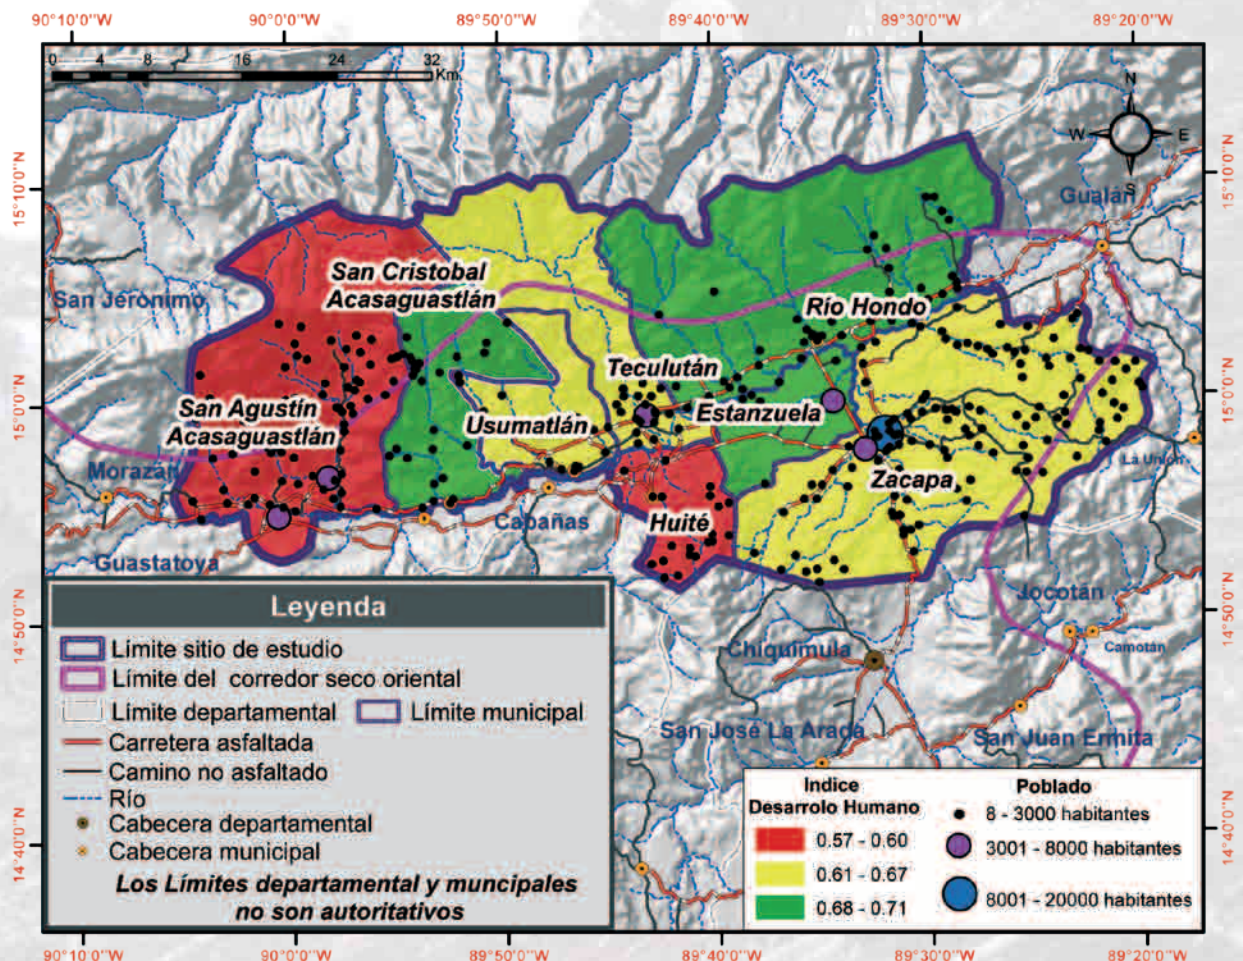 90°10'0"W 90°0'0"W 89°50'0"W 89°40'0"W 89°30'0"W 89°20'0"W
0 4 8 16 24 32
Km.
N
W E
S
15°10'0"N
15°10'0"N
Gualán
San Jerónimo
San Cristobal
Acasaguastlán
Río Hondo
Teculután
15°0'0"N
15°0'0"N
San Agustín
Acasaguastlán
Usumatlán
Estanzuela
Morazán
La Unión
Zacapa
Cabañas
Huité
Guastatoya
Jocotán
Camotán
Chiquimula
San José La Arada
San Juan Ermita
14°50'0"N
14°50'0"N
Leyenda
Límite sitio de estudio
Límite del corredor seco oriental
Límite departamental
Límite municipal
Carretera asfaltada
Camino no asfaltado
Río
Cabecera departamental
Cabecera municipal
Los Límites departamental y muncipales
no son autoritativos
14°40'0"N
14°40'0"N
Indice
Desarrolo Humano
0.57 - 0.60
0.61 - 0.67
0.68 - 0.71
Poblado
8 - 3000 habitantes
3001 - 8000 habitantes
8001 - 20000 habitantes
90°10'0"W 90°0'0"W 89°50'0"W 89°40'0"W 89°30'0"W 89°20'0"W